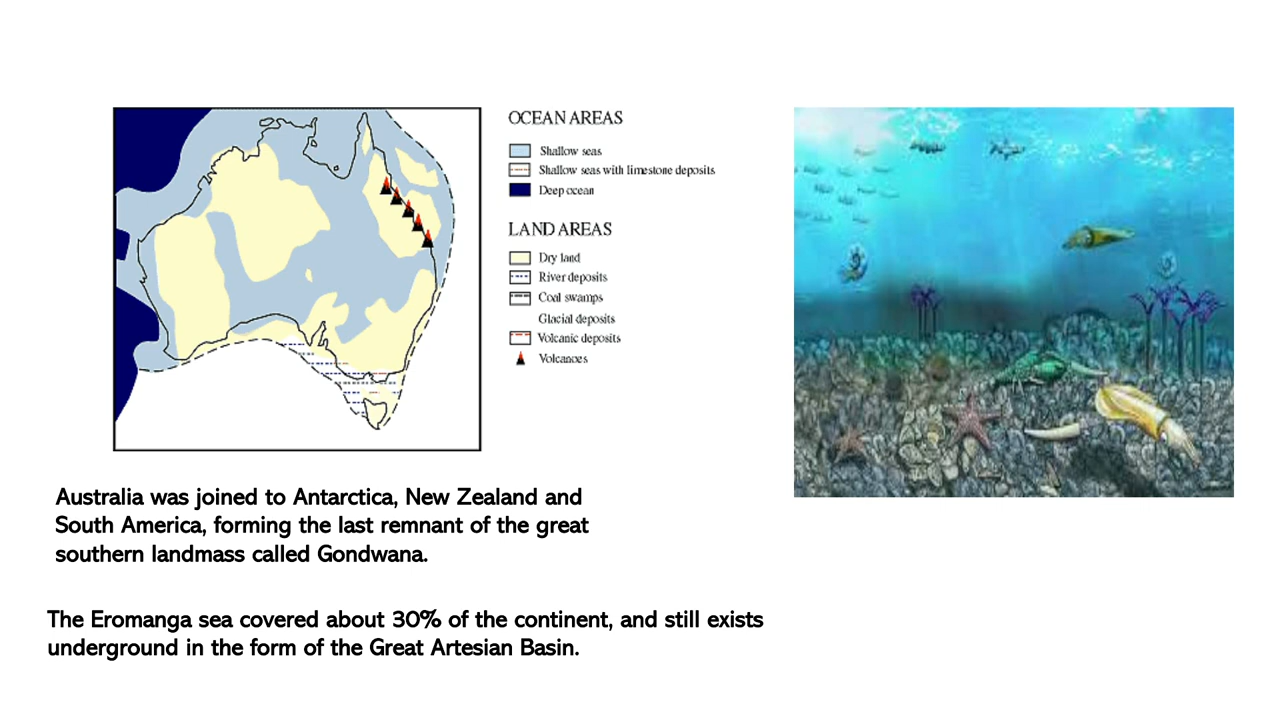 OCEAN AREAS
Shallow seas
Shallow seas with limestone deposits
Deep ocean
LAND AREAS
Dry land
River deposits
Coal swamps
Glacial deposits
Volcanic deposits
Volcanoes
Australia was joined to Antarctica, New Zealand and
South America, forming the last remnant of the great
southern landmass called Gondwana.
The Eromanga sea covered about 30% of the continent, and still exists
underground in the form of the Great Artesian Basin.